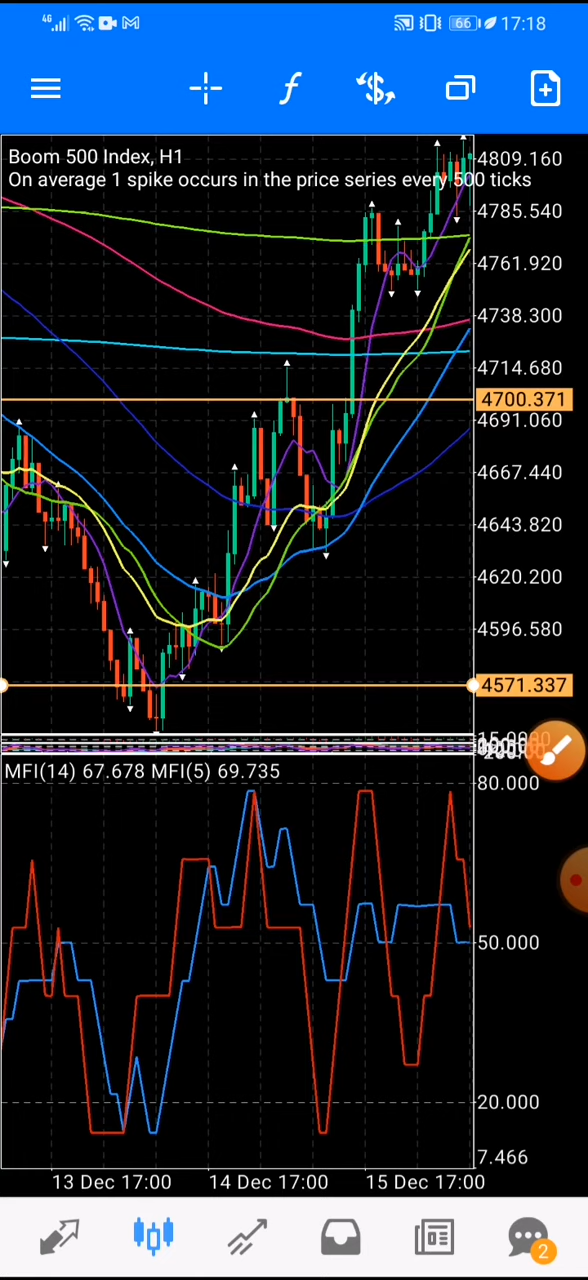 4G
66
17:18
Boom 500 Index, H1
On average 1 spike occurs in the price series every 500 ticks
4809.160
4785.540
4761.920
4738.300
4714.680
4700.371
4691.060
4667.440
4643.820
4620.200
4596.580
4571.337
MFI(14) 67.678 MFI(5) 69.735
80.000
50.000
20.000
7.466
13 Dec 17:00
14 Dec 17:00
15 Dec 17:00
2